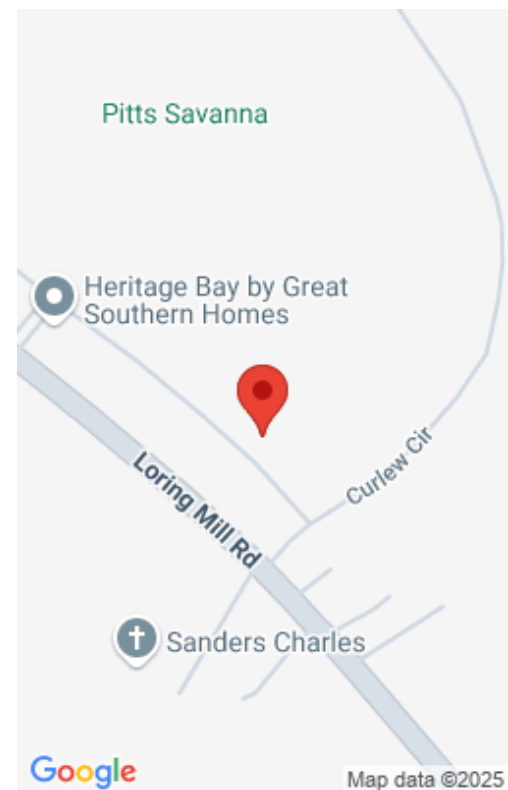 Pitts Savanna
Heritage Bay by Great
Southern Homes
Curlew Cir
Loring Mill Rd
Sanders Charles
Google
Map data ©2025